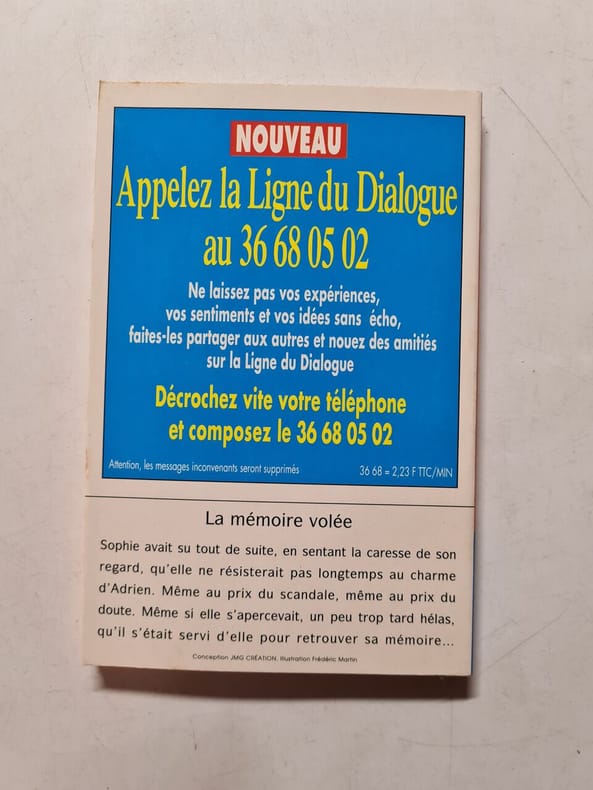 NOUVEAU
Appelez la Ligne du Dialogue
au 36 68 05 02
Ne laissez pas vos expériences,
vos sentiments et vos idées sans écho,
faites-les partager aux autres et nouez des amitiés
sur la Ligne du Dialogue
Décrochez vite votre téléphone
et composez le 36 68 05 02
Attention, les messages inconvenants seront supprimés 36 68 = 2,23 F TTC/MIN
La mémoire volée
Sophie avait su tout de suite, en sentant la caresse de son
regard, qu'elle ne résisterait pas longtemps au charme
d'Adrien. Même au prix du scandale, même au prix du
doute. Même si elle s'apercevait, un peu trop tard hélas,
qu'il s'était servi d'elle pour retrouver sa mémoire...
Conception JMG CRÉATION. Illustration Frédéric Martin